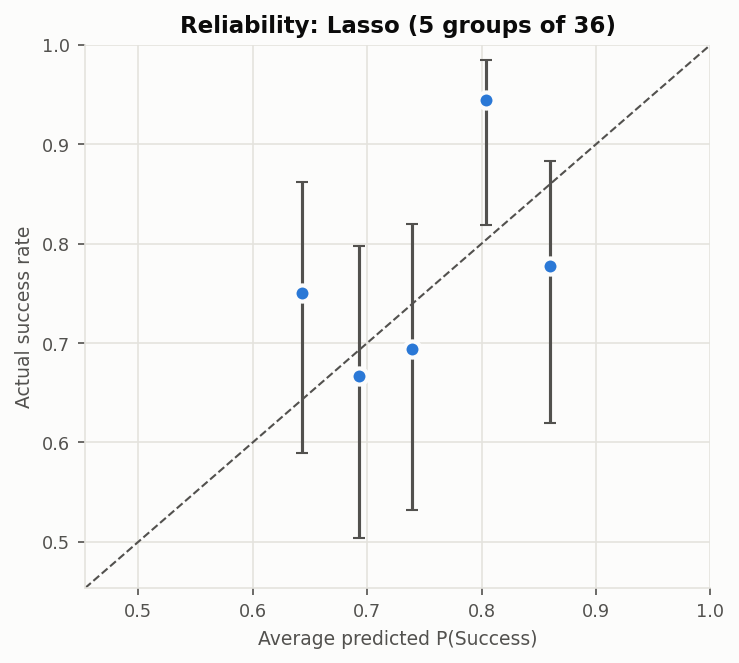 Reliability: Lasso (5 groups of 36)
1.0
0.9
0.8
0.7
0.6
0.5
Actual success rate
0.5 0.6 0.7 0.8 0.9 1.0
Average predicted P(Success)